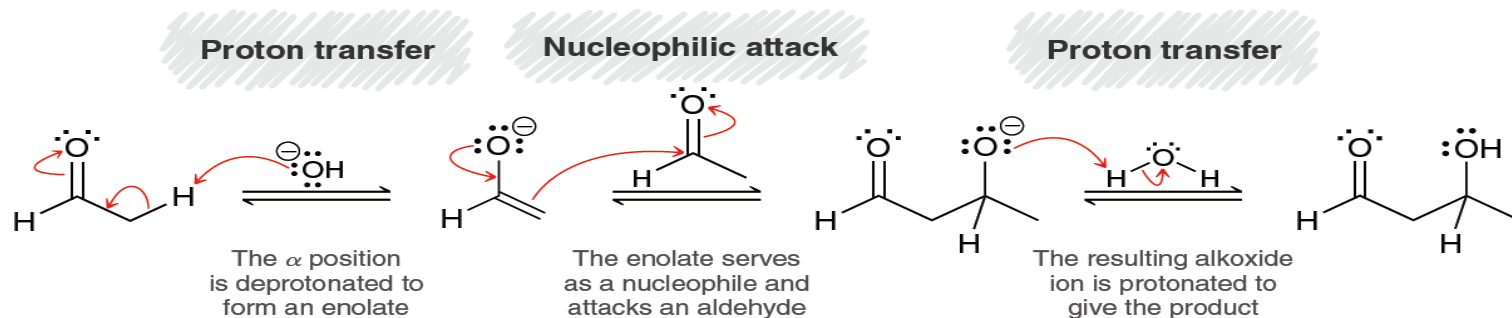 Proton transfer
Nucleophilic attack
Proton transfer
O
H
H
⊖
OH
O
⊖
H
O
H
O
O
⊖
H
H
H
O
H
O
OH
H
H
The α position
is deprotonated to
form an enolate
The enolate serves
as a nucleophile and
attacks an aldehyde
The resulting alkoxide
ion is protonated to
give the product